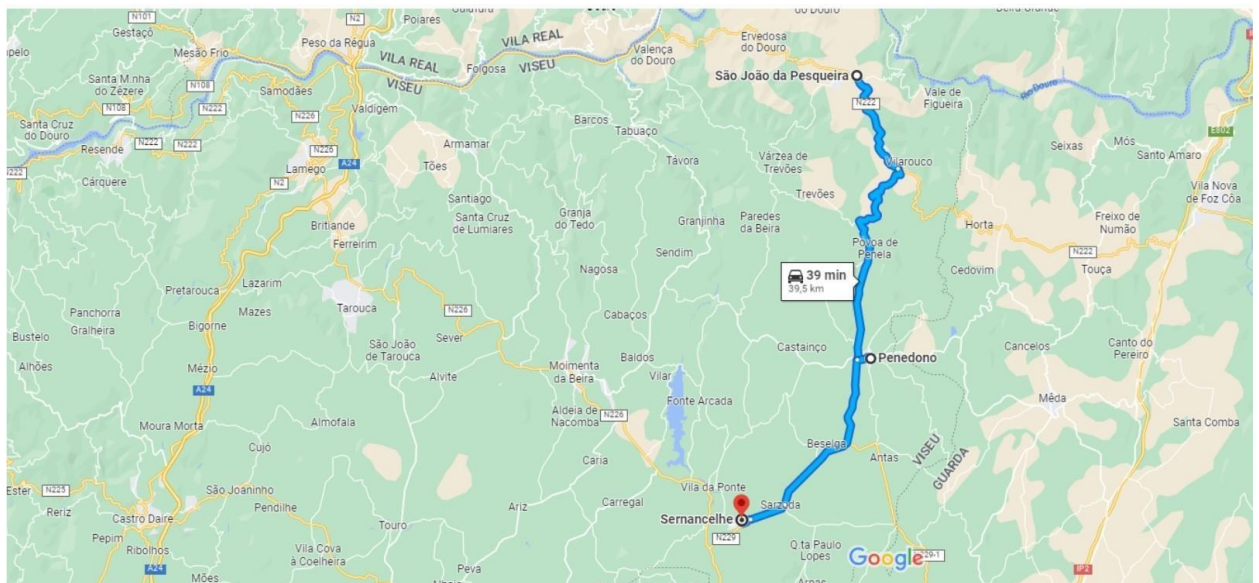 N101
Gestaçô
N2
Poiares
Mesão Frio
Peso da Régua
VILA REAL
VILA REAL
VISEU
VISEU
Folgosa
Valença
do Douro
Ervedosa
do Douro
do Douro
São João da Pesqueira
N222
Vale de
Figueira
Rio Douro
E802
IP2
Santa M.nha
do Zêzere
N108
N108
Samodães
N222
N226
Valdigem
Santa Cruz
do Douro
N222
N222
N222
Resende
Cárquere
N226
A24
Lamego
N2
Barcos
Tabuaço
Armamar
Tões
Távora
Várzea de
Trevões
Trevões
Vilarouco
Seixas
Mós
Santo Amaro
Vila Nova
de Foz Côa
Britiande
Ferreirim
Santiago
Santa Cruz
de Lumiares
Granja
do Tedo
Granjinha
Paredes
da Beira
Horta
Freixo de
Numão
N222
Touça
Sendim
Póvoa de
Penela
Cedovim
Nagosa
39 min
39,5 km
Lazarim
Pretarouca
Mazes
Tarouca
N226
Cabaços
Panchorra
Gralheira
Bigorne
Bustelo
Alhões
São João
de Tarouca
Sever
Castainço
Penedono
Cancelos
Canto do
Pereiro
Mézio
A24
Alvite
Moimenta
da Beira
Baldos
Vilar
Fonte Arcada
Mêda
Aldeia de
Nacomba
N226
Moura Morta
Almofala
Cujó
Beselga
Antas
VISEU
GUARDA
Santa Comba
Caria
Ester
N225
Reriz
São Joaninho
Pendilhe
Vila da Ponte
Carregal
Ariz
Sarzoda
Sernancelhe
N229
Castro Daire
Pepim
Ribolhos
Touro
Vila Cova
à Coelheira
Q.ta Paulo
Lopes
Google
Peva
A24
Mões
IP2